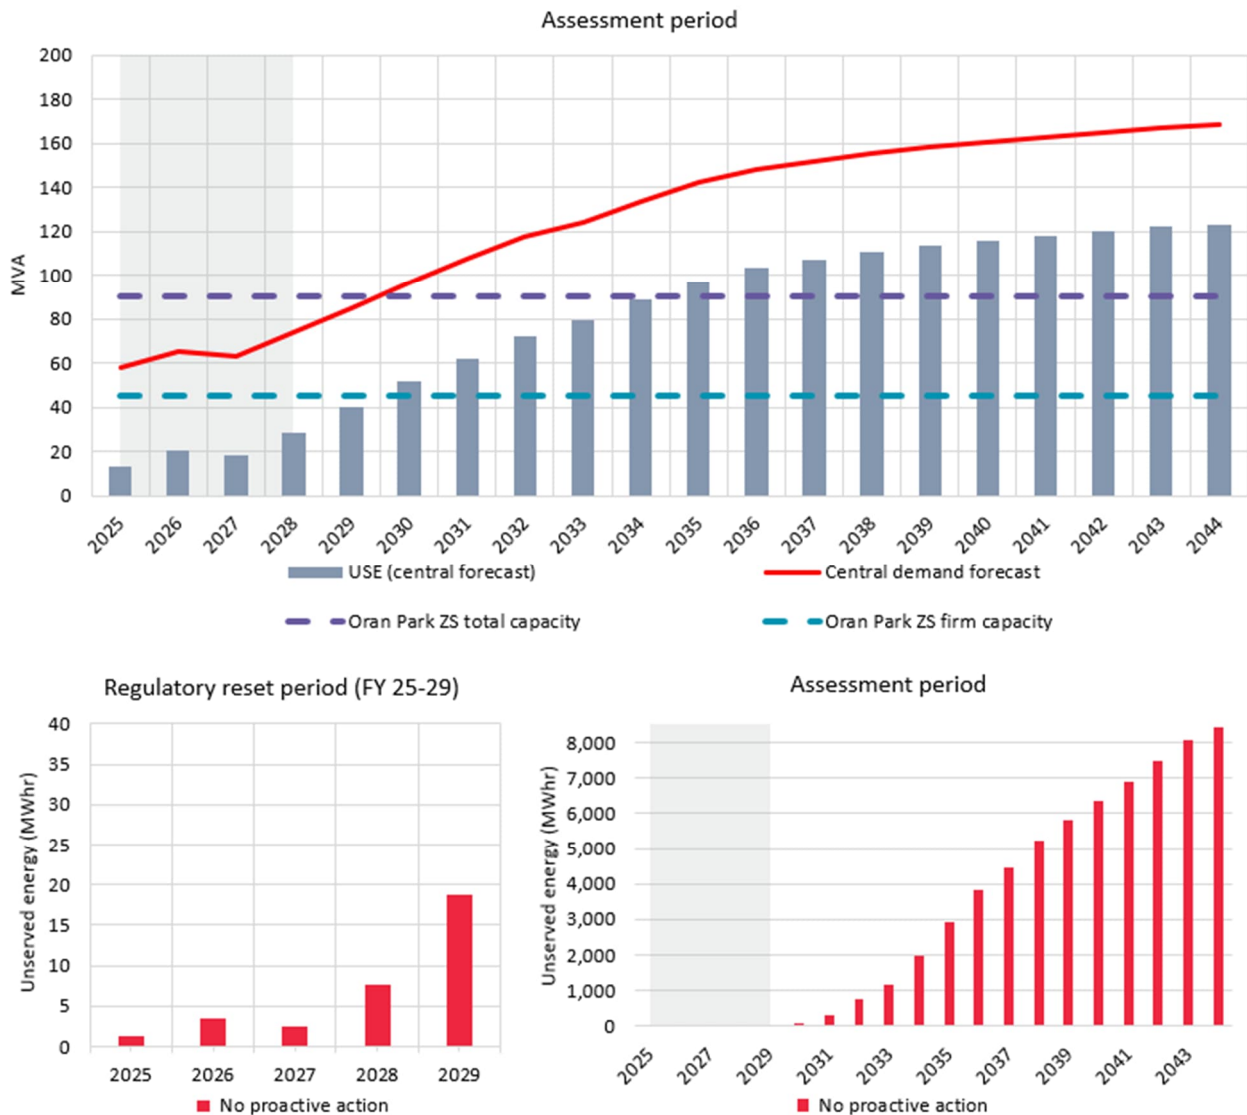 Assessment period
200
180
160
140
120
100
80
60
40
20
0
MVA
2025 2026 2027 2028 2029 2030 2031 2032 2033 2034 2035 2036 2037 2038 2039 2040 2041 2042 2043 2044
USE (central forecast) Central demand forecast
Oran Park ZS total capacity Oran Park ZS firm capacity
Regulatory reset period (FY 25-29)
40
35
30
25
20
15
10
5
0
Unserved energy (MWhr)
2025 2026 2027 2028 2029
No proactive action
Assessment period
8,000
7,000
6,000
5,000
4,000
3,000
2,000
1,000
0
Unserved energy (MWhr)
2025 2027 2029 2031 2033 2035 2037 2039 2041 2043
No proactive action